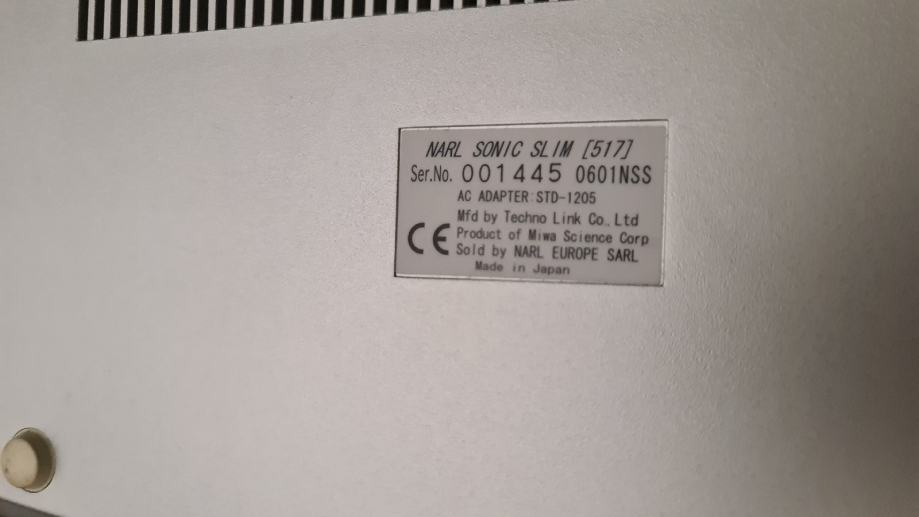 NARL SONIC SLIM [517]
Ser.No. 001445 0601NSS
AC ADAPTER:STD-1205
Mfd by Techno Link Co., Ltd
CE Product of Miwa Science Corp
Sold by NARL EUROPE SARL
Made in Japan